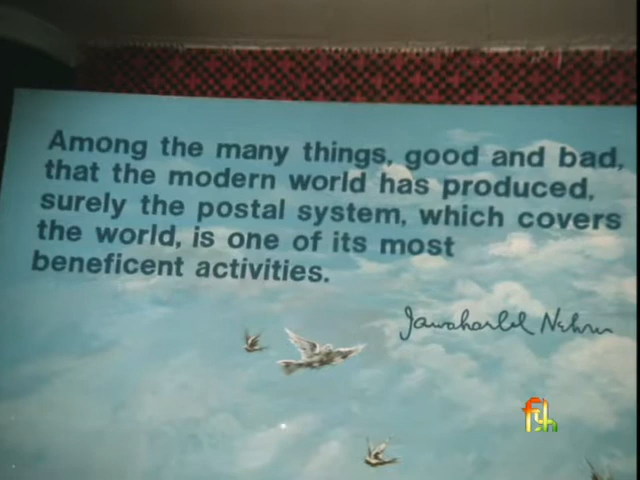 Among the many things, good and bad,
that the modern world has produced,
surely the postal system, which covers
the world, is one of its most
beneficent activities.
Jawaharlal Nehru